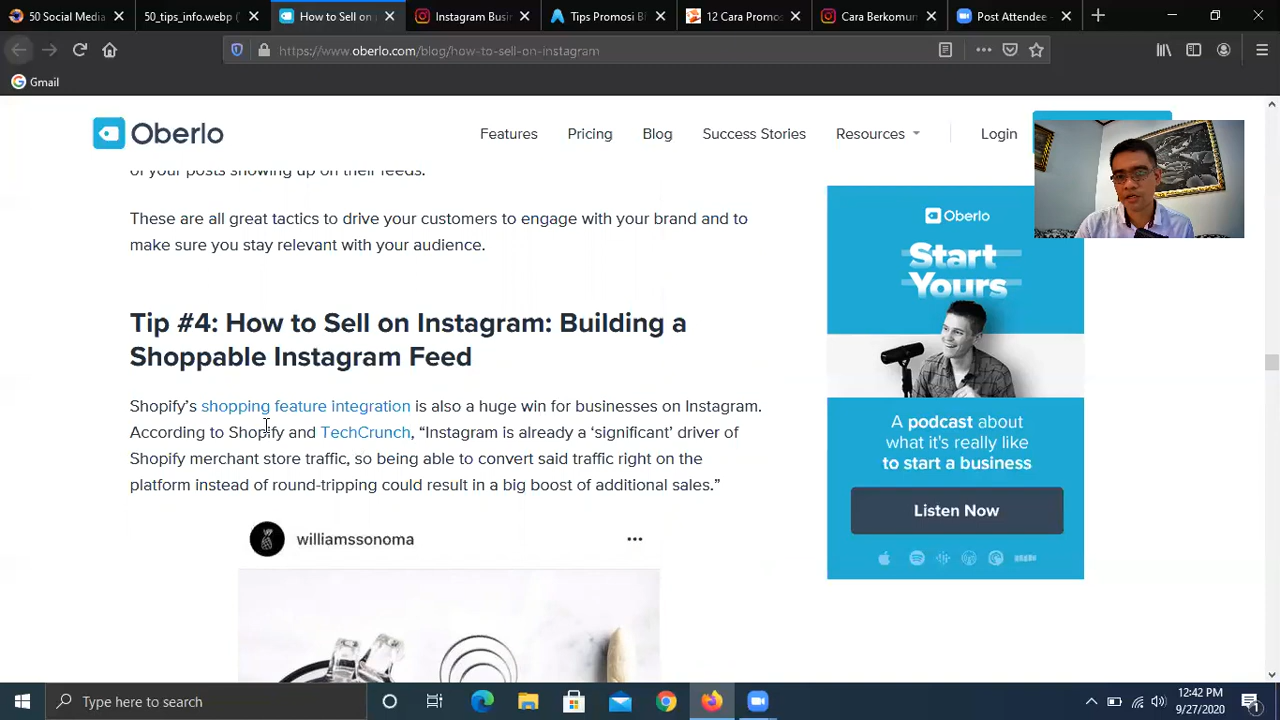 50 Social Media
50_tips_info.webp (
How to Sell on
Instagram Busi
Tips Promosi B
12 Cara Promo
Cara Berkomun
Post Attendee
https://www.oberlo.com/blog/how-to-sell-on-instagram
Gmail
Oberlo
Features
Pricing
Blog
Success Stories
Resources
Login
of your posts showing up on their feeds.
These are all great tactics to drive your customers to engage with your brand and to
make sure you stay relevant with your audience.
Tip #4: How to Sell on Instagram: Building a
Shoppable Instagram Feed
Shopify’s shopping feature integration is also a huge win for businesses on Instagram.
According to Shopify and TechCrunch, “Instagram is already a ‘significant’ driver of
Shopify merchant store traffic, so being able to convert said traffic right on the
platform instead of round-tripping could result in a big boost of additional sales.”
williamssonoma
Oberlo
Start
Yours
A podcast about
what it's really like
to start a business
Listen Now
Type here to search
12:42 PM
9/27/2020
1